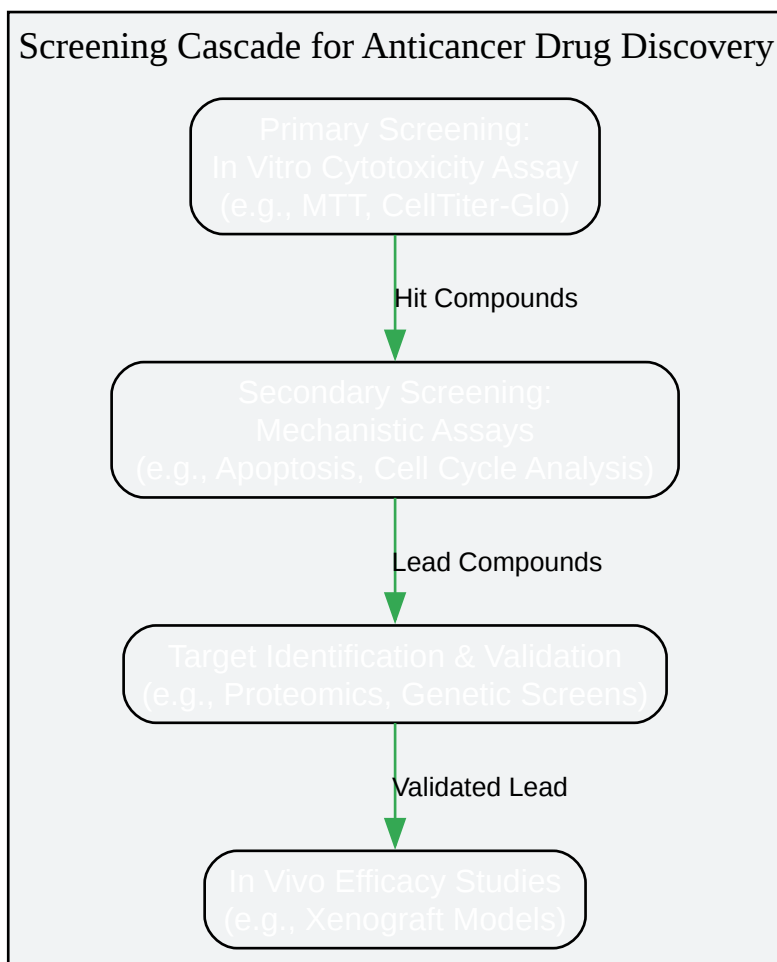 Screening Cascade for Anticancer Drug Discovery
Primary Screening:
In Vitro Cytotoxicity Assay
(e.g., MTT, CellTiter-Glo)
Hit Compounds
Secondary Screening:
Mechanistic Assays
(e.g., Apoptosis, Cell Cycle Analysis)
Lead Compounds
Target Identification & Validation
(e.g., Proteomics, Genetic Screens)
Validated Lead
In Vivo Efficacy Studies
(e.g., Xenograft Models)